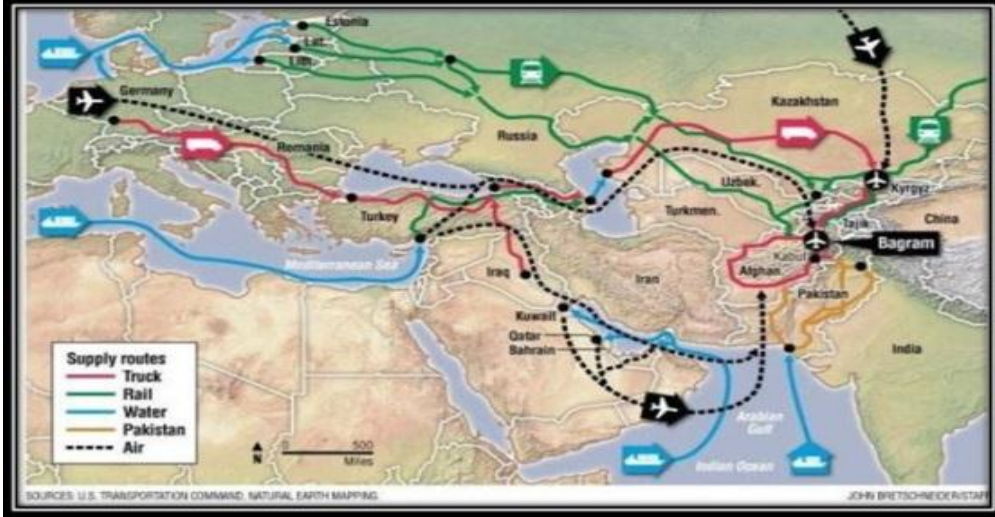 Estonia
Lat.
Lith.
Germany
Kazakhstan
Russia
Romania
Uzbek.
Kyrgyz.
Turkey
Turkmen.
Tajik.
China
Bagram
Mediterranean Sea
Kabul
Iraq
Iran
Afghan.
Pakistan
Kuwait
Qatar
Bahrain
India
Supply routes
Truck
Rail
Water
Pakistan
Air
N
0 500
Miles
Arabian
Gulf
Indian Ocean
SOURCES: U.S. TRANSPORTATION COMMAND, NATURAL EARTH MAPPING
JOHN BRETSCHNEIDER/STAFF